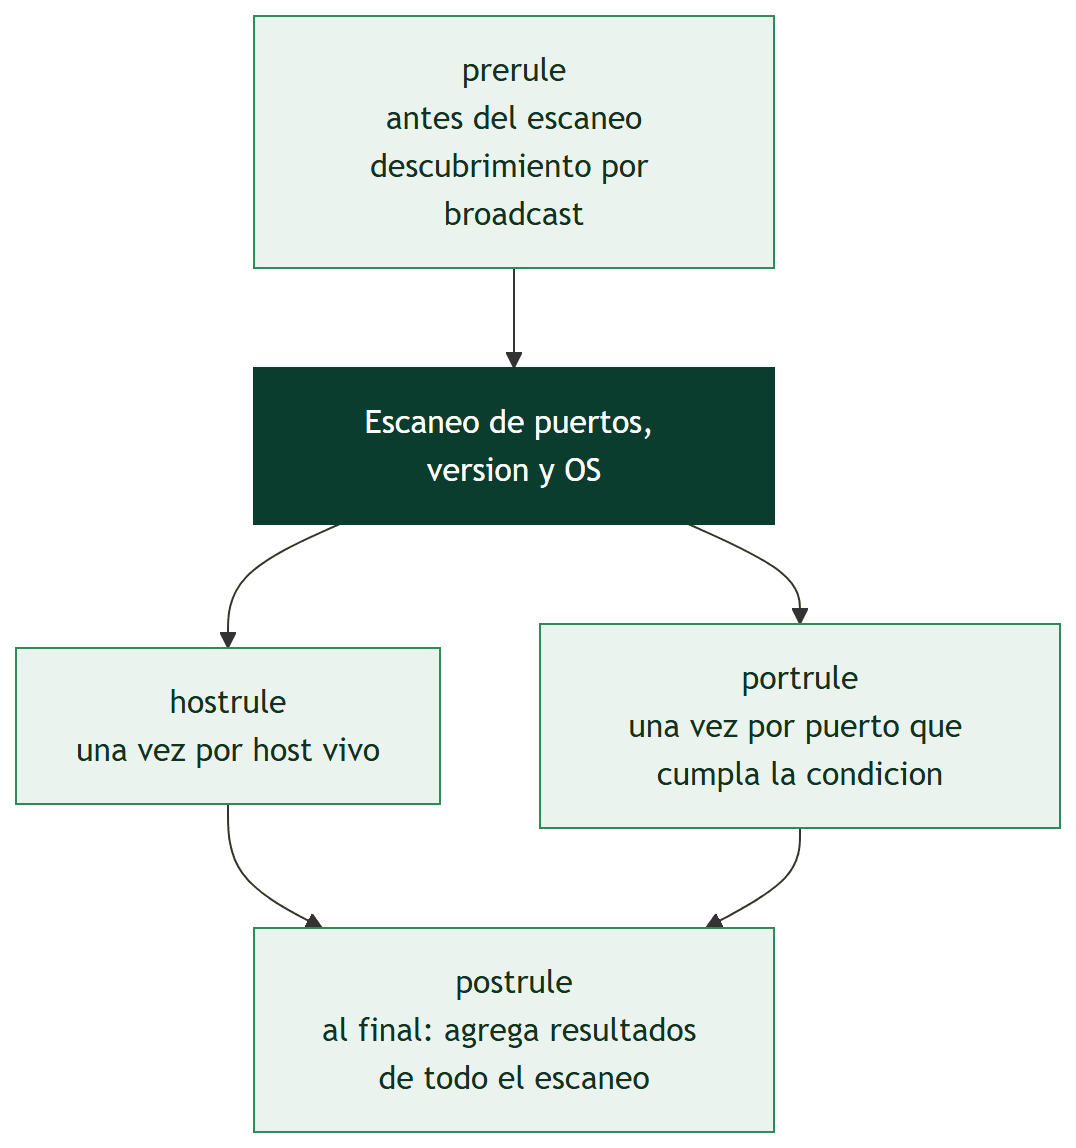 prerule
antes del escaneo
descubrimiento por
broadcast
Escaneo de puertos,
version y OS
hostrule
una vez por host vivo
portrule
una vez por puerto que
cumpla la condicion
postrule
al final: agrega resultados
de todo el escaneo